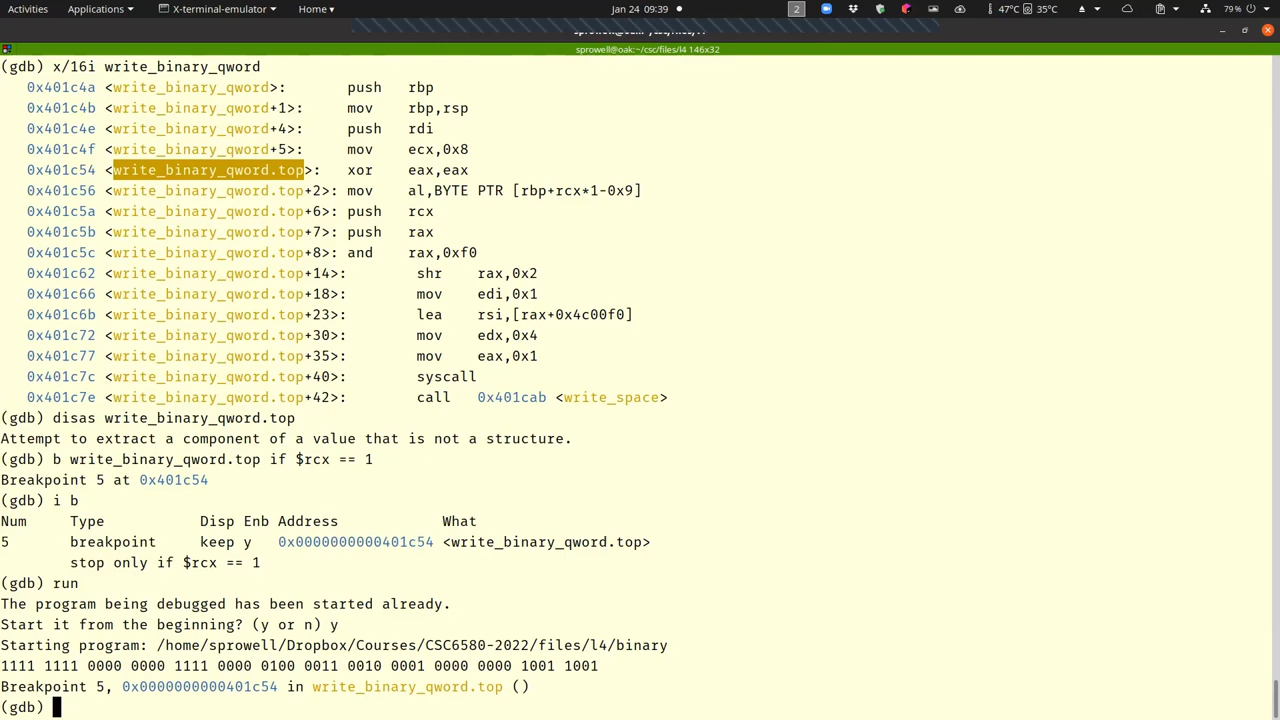 Activities Applications ▾ X-terminal-emulator ▾ Home ▾ Jan 24 09:39 ● 2 47°C 35°C 79%
sprowell@oak:~/csc/files/l4 146x32
(gdb) x/16i write_binary_qword
0x401c4a <write_binary_qword>: push rbp
0x401c4b <write_binary_qword+1>: mov rbp,rsp
0x401c4e <write_binary_qword+4>: push rdi
0x401c4f <write_binary_qword+5>: mov ecx,0x8
0x401c54 <write_binary_qword.top>: xor eax,eax
0x401c56 <write_binary_qword.top+2>: mov al,BYTE PTR [rbp+rcx*1-0x9]
0x401c5a <write_binary_qword.top+6>: push rcx
0x401c5b <write_binary_qword.top+7>: push rax
0x401c5c <write_binary_qword.top+8>: and rax,0xf0
0x401c62 <write_binary_qword.top+14>: shr rax,0x2
0x401c66 <write_binary_qword.top+18>: mov edi,0x1
0x401c6b <write_binary_qword.top+23>: lea rsi,[rax+0x4c00f0]
0x401c72 <write_binary_qword.top+30>: mov edx,0x4
0x401c77 <write_binary_qword.top+35>: mov eax,0x1
0x401c7c <write_binary_qword.top+40>: syscall
0x401c7e <write_binary_qword.top+42>: call 0x401cab <write_space>
(gdb) disas write_binary_qword.top
Attempt to extract a component of a value that is not a structure.
(gdb) b write_binary_qword.top if $rcx == 1
Breakpoint 5 at 0x401c54
(gdb) i b
Num Type Disp Enb Address What
5 breakpoint keep y 0x0000000000401c54 <write_binary_qword.top>
stop only if $rcx == 1
(gdb) run
The program being debugged has been started already.
Start it from the beginning? (y or n) y
Starting program: /home/sprowell/Dropbox/Courses/CSC6580-2022/files/l4/binary
1111 1111 0000 0000 1111 0000 0100 0011 0010 0001 0000 0000 1001 1001
Breakpoint 5, 0x0000000000401c54 in write_binary_qword.top ()
(gdb)